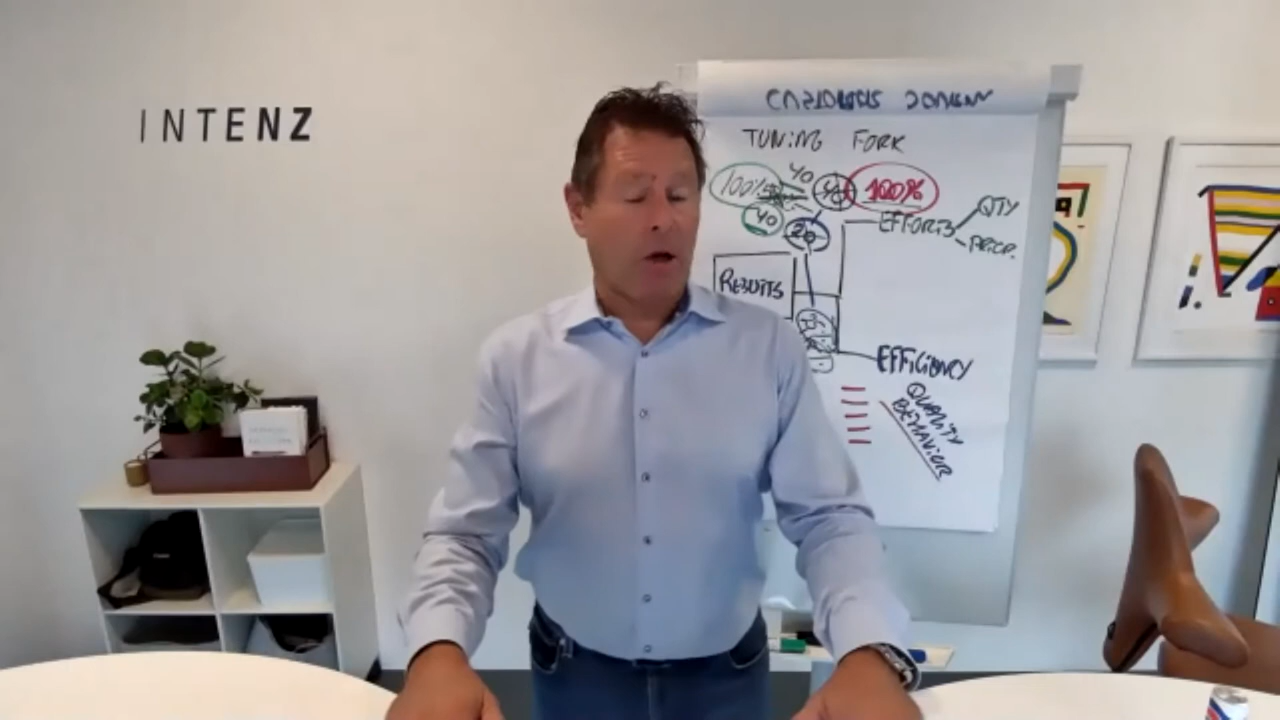 INTENZ
TUNING FORK
100% 40 100%
40
20
EFFORTS
QTY
RESULTS
EFFICIENCY
QUALITY
BEHAVIOR